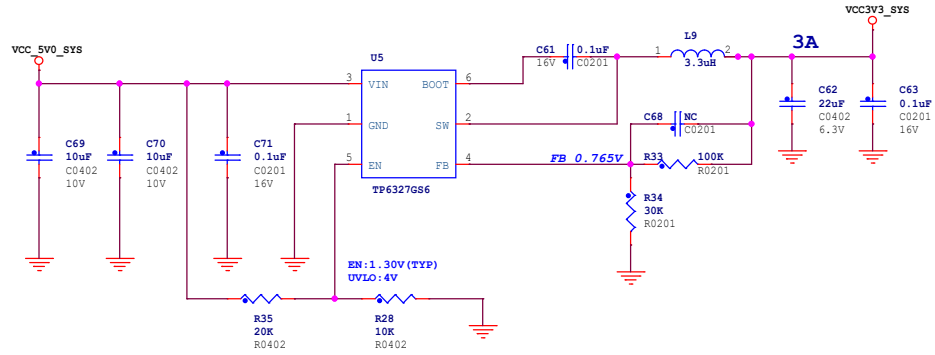 VCC_5V0_SYS
VCC3V3_SYS
U5
C61
0.1uF
16V
C0201
L9
1
2
3.3uH
3A
3
VIN
BOOT
6
1
GND
SW
2
5
EN
FB
4
TP6327GS6
C69
10uF
C0402
10V
C70
10uF
C0402
10V
C71
0.1uF
C0201
16V
C68
NC
C0201
FB 0.765V
R33
100K
R0201
R34
30K
R0201
C62
22uF
C0402
6.3V
C63
0.1uF
C0201
16V
EN:1.30V(TYP)
UVLO:4V
R35
20K
R0402
R28
10K
R0402